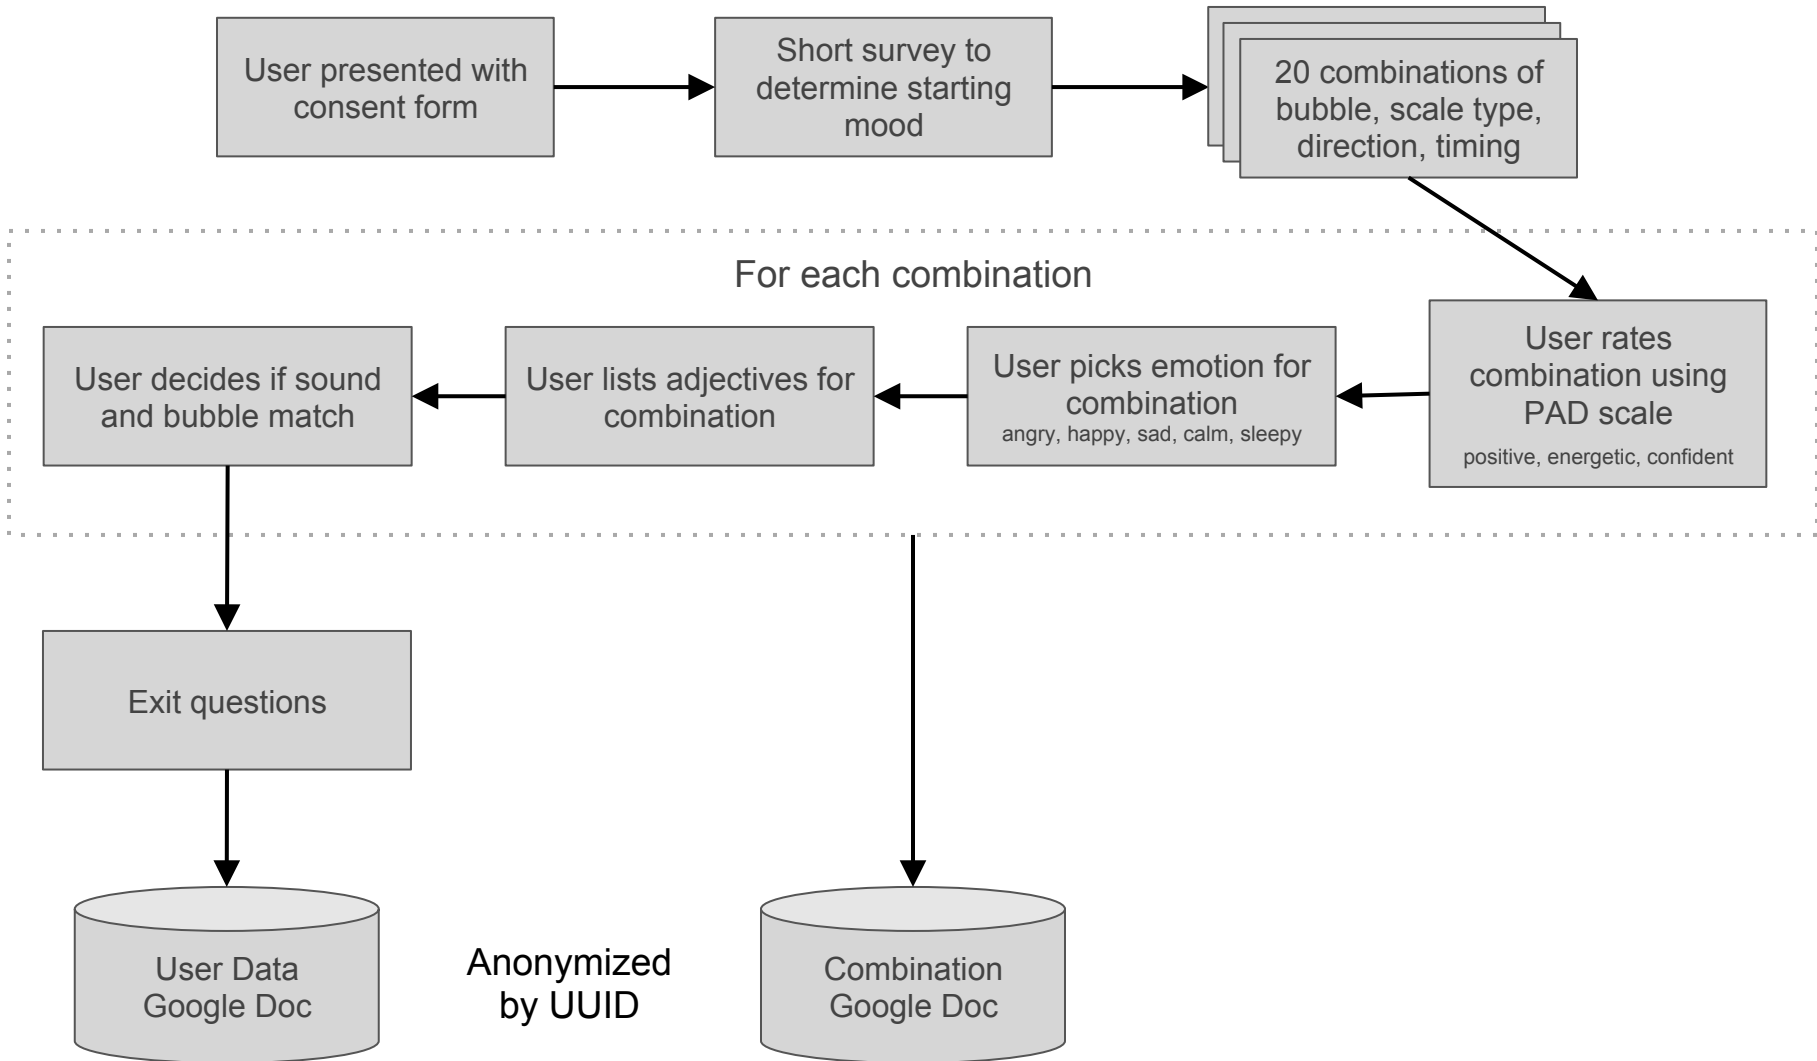 User presented with
consent form
Short survey to
determine starting
mood
20 combinations of
bubble, scale type,
direction, timing
For each combination
User rates
combination using
PAD scale
positive, energetic, confident
User picks emotion for
combination
angry, happy, sad, calm, sleepy
User lists adjectives for
combination
User decides if sound
and bubble match
Exit questions
User Data
Google Doc
Anonymized
by UUID
Combination
Google Doc